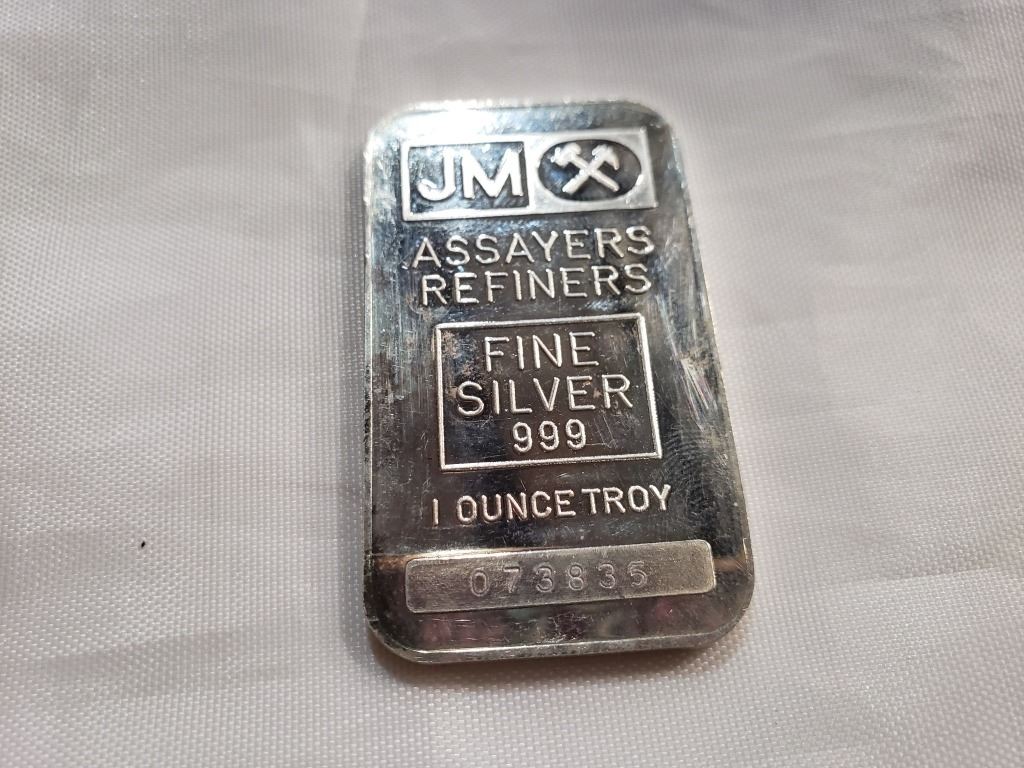 JM
ASSAYERS
REFINERS
FINE
SILVER
999
1 OUNCE TROY
073835